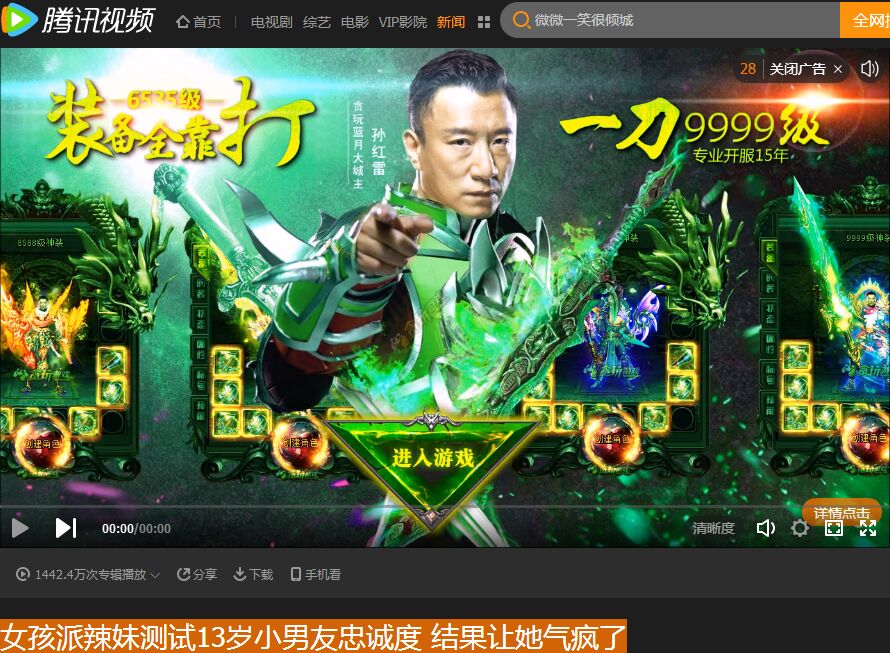 腾讯视频
首页 | 电视剧 综艺 电影 VIP影院 新闻
微微一笑很倾城
全网
28 关闭广告 ×
6535级
装备全靠打
贪玩蓝月大城主
孙红雷
一刀9999级
专业开服15年
8588级神装
神装
9999级神
创建角色
创建角色
创建角色
创建角色
进入游戏
详情点击
00:00/00:00
清晰度
1442.4万次专辑播放
分享
下载
手机看
女孩派辣妹测试13岁小男友忠诚度 结果让她气疯了